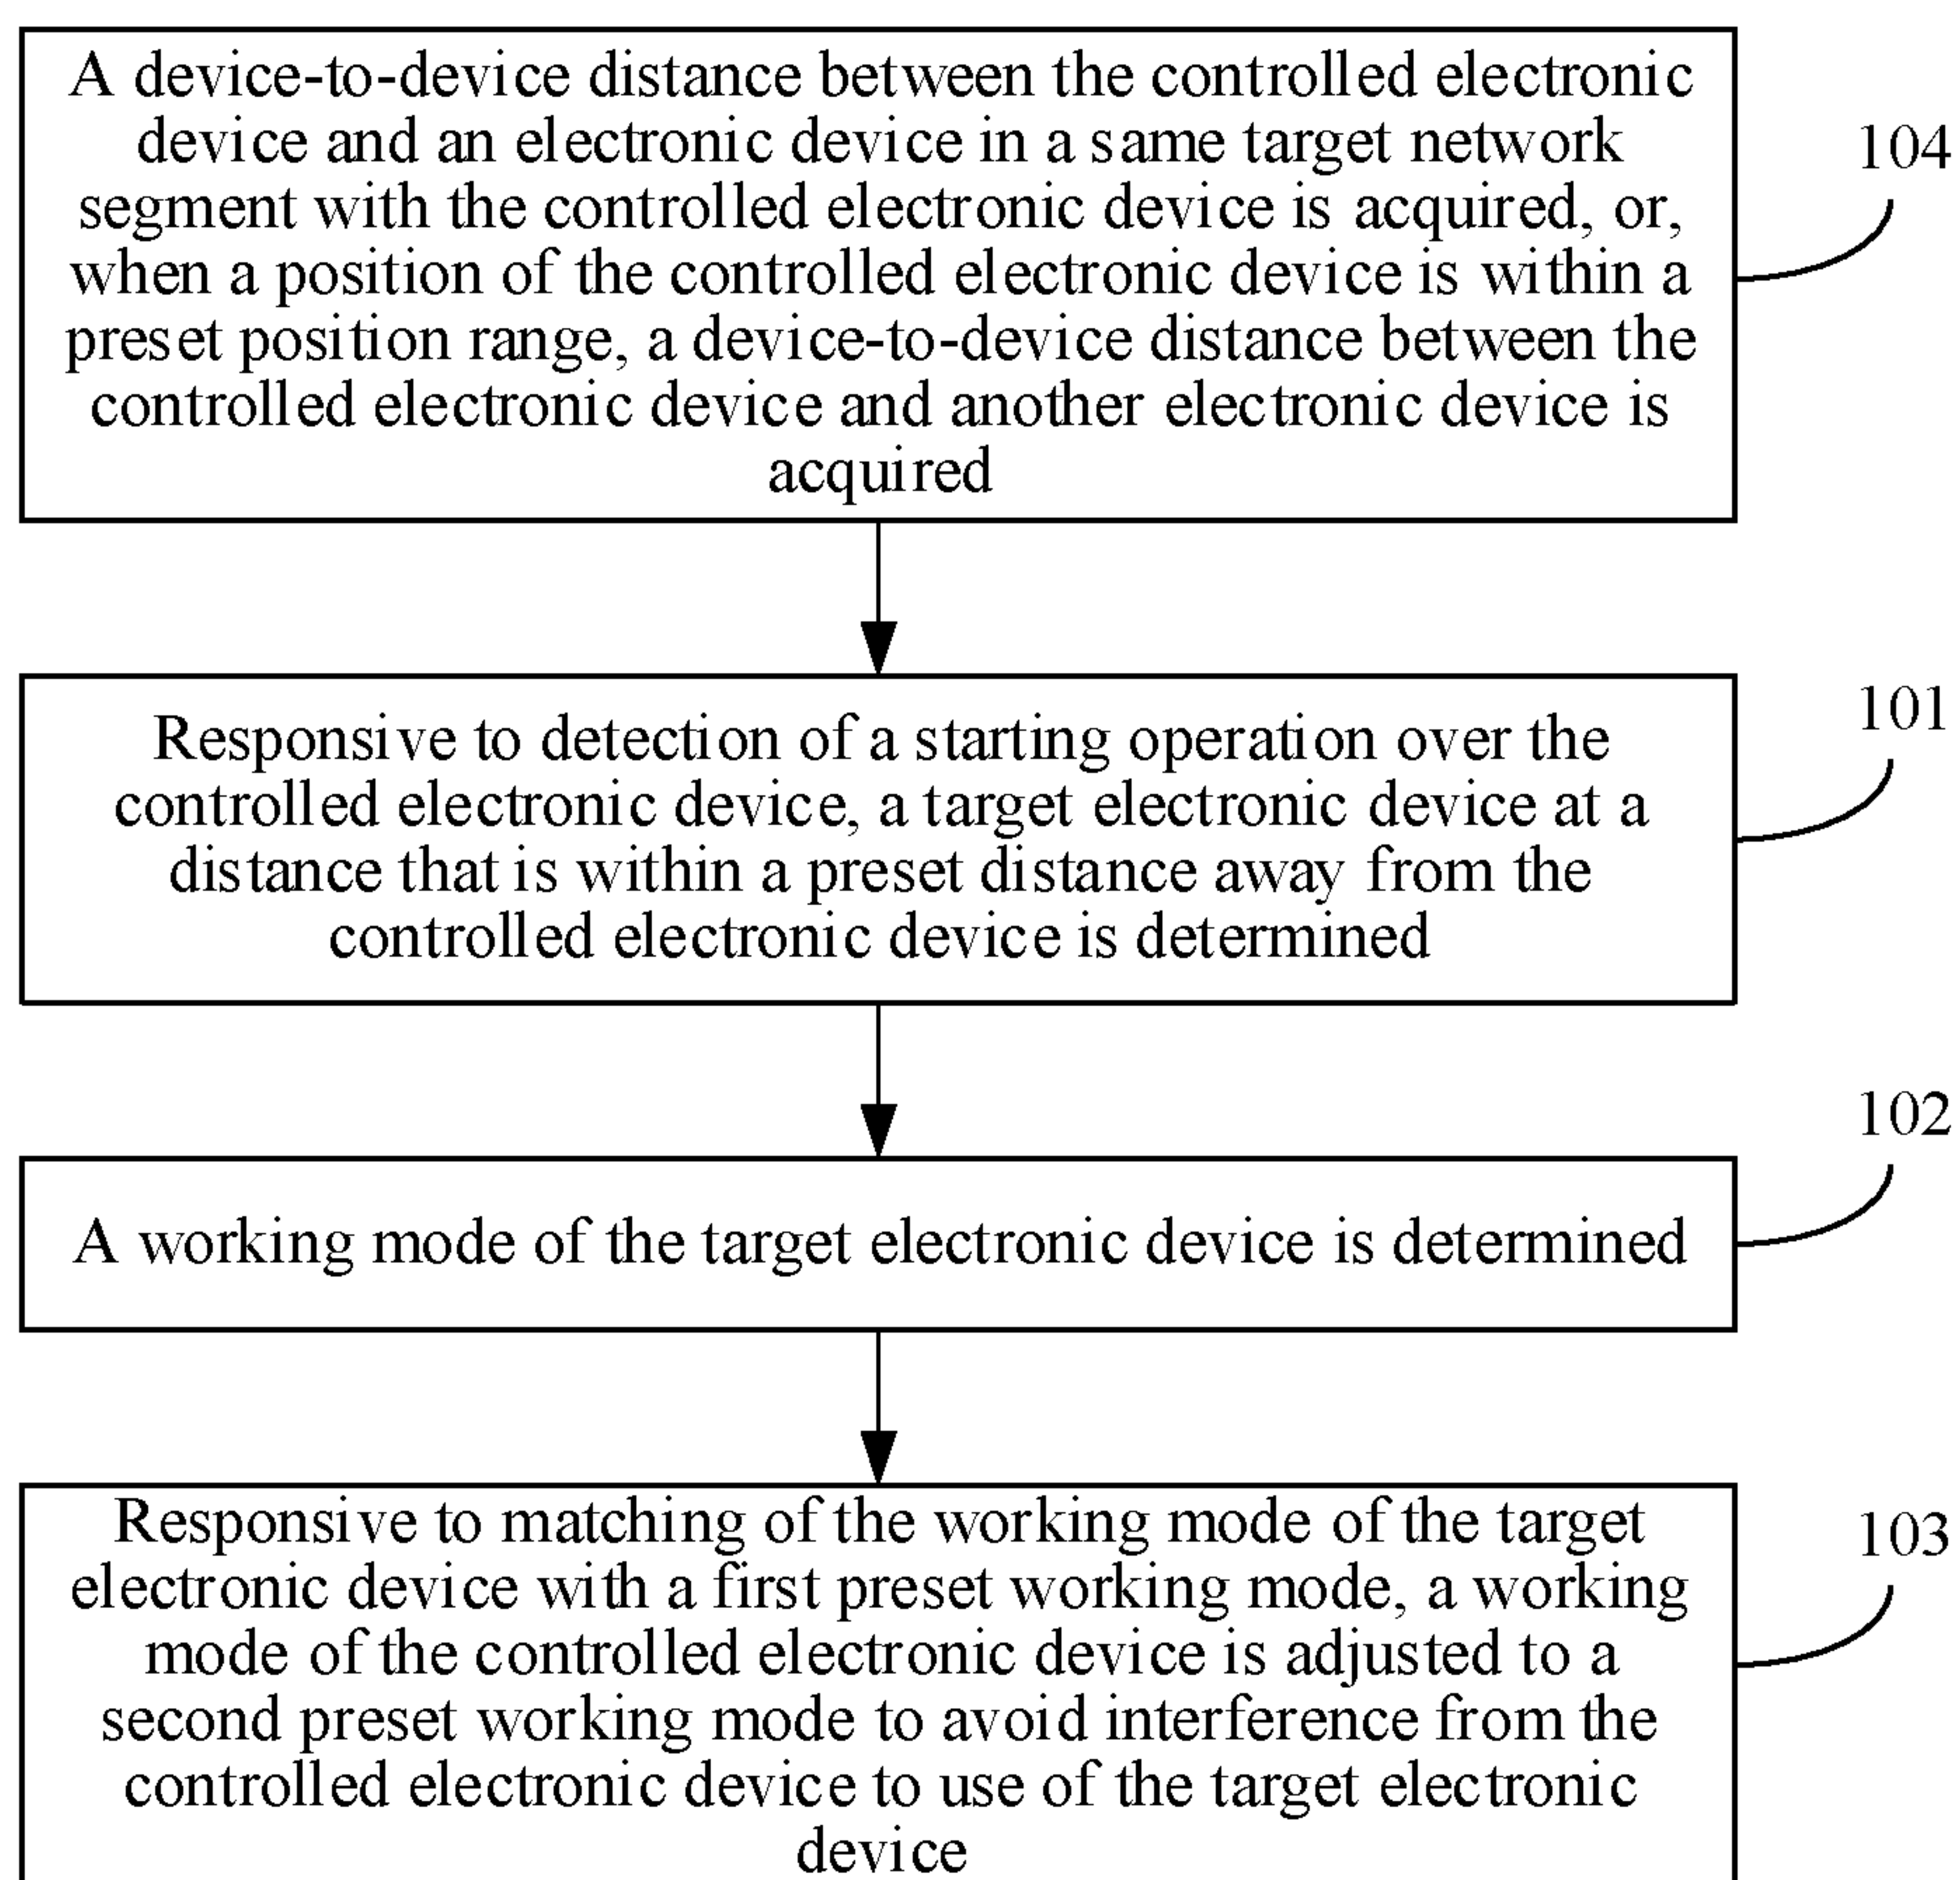 A device-to-device distance between the controlled electronic
device and an electronic device in a same target network
segment with the controlled electronic device is acquired, or,
when a position of the controlled electronic device is within a
preset position range, a device-to-device distance between the
controlled electronic device and another electronic device is
acquired
104
Responsive to detection of a starting operation over the
controlled electronic device, a target electronic device at a
distance that is within a preset distance away from the
controlled electronic device is determined
101
A working mode of the target electronic device is determined
102
Responsive to matching of the working mode of the target
electronic device with a first preset working mode, a working
mode of the controlled electronic device is adjusted to a
second preset working mode to avoid interference from the
controlled electronic device to use of the target electronic
device
103